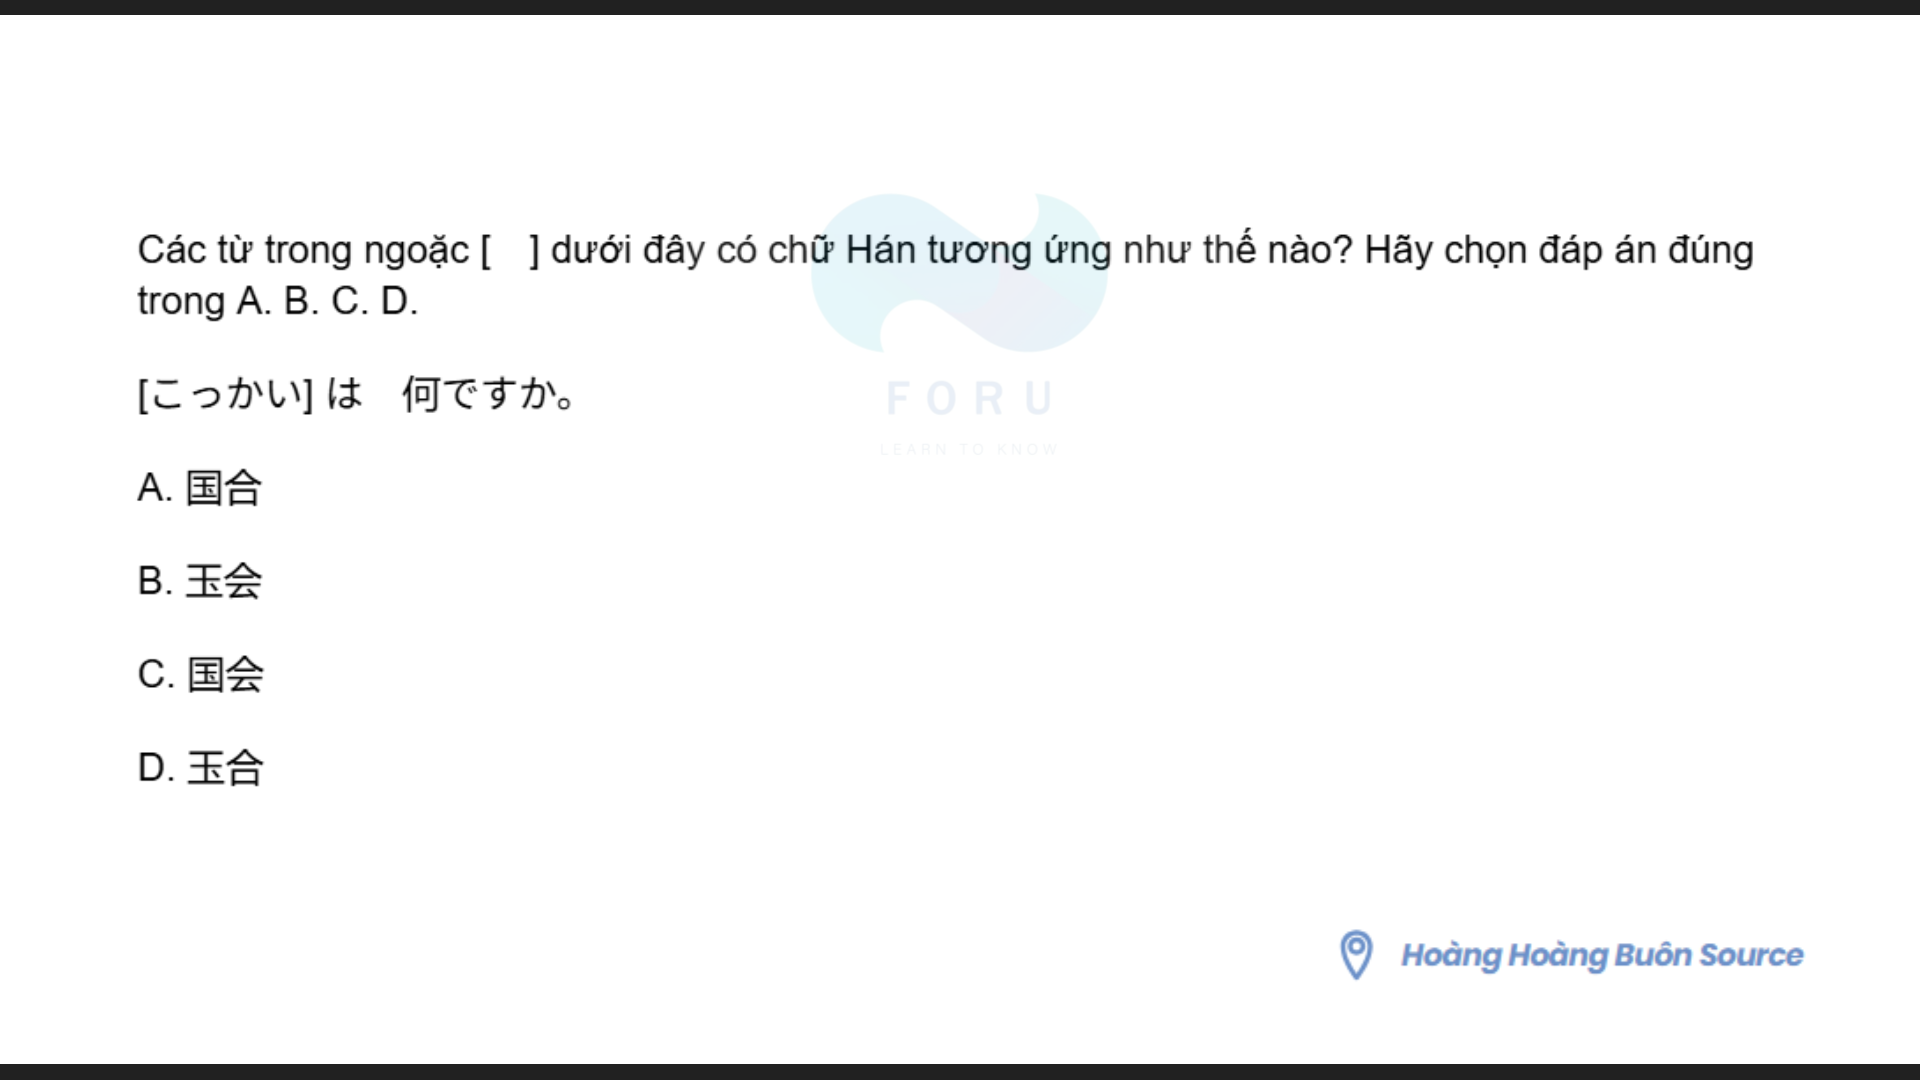 Các từ trong ngoặc [　] dưới đây có chữ Hán tương ứng như thế nào? Hãy chọn đáp án đúng
trong A. B. C. D.
[こっかい] は　何ですか。
FORU
LEARN TO KNOW
A. 国合
B. 玉会
C. 国会
D. 玉合
Hoàng Hoàng Buôn Source